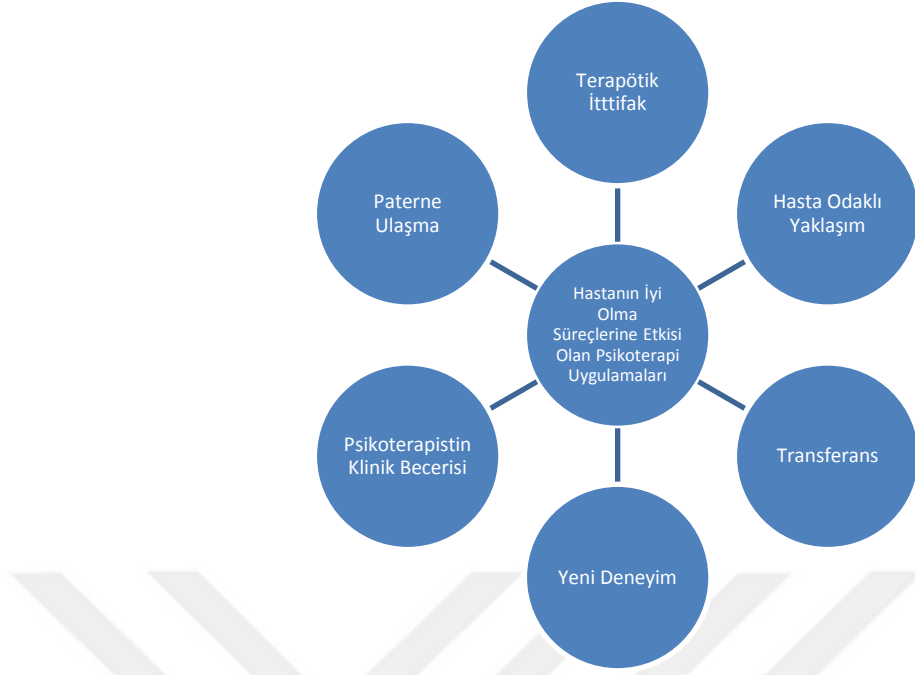 Terapötik
İtttifak
Hasta Odaklı
Yaklaşım
Transferans
Yeni Deneyim
Psikoterapistin
Klinik Becerisi
Paterne
Ulaşma
Hastanın İyi
Olma
Süreçlerine Etkisi
Olan Psikoterapi
Uygulamaları